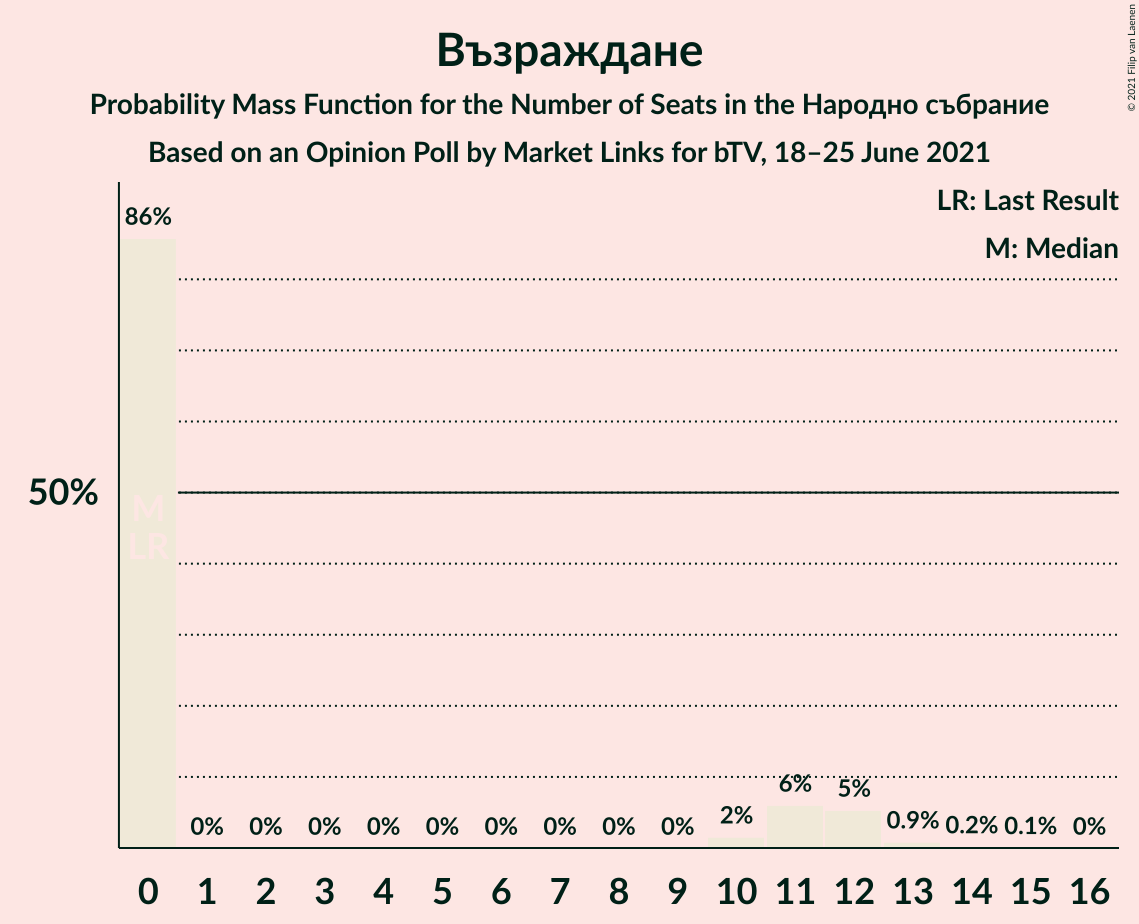 Възраждане
Probability Mass Function for the Number of Seats in the Народно събрание
Based on an Opinion Poll by Market Links for bTV, 18–25 June 2021
© 2021 Filip van Laenen
LR: Last Result
M: Median
86%
50%
M
LR
0% 0% 0% 0% 0% 0% 0% 0% 0% 2% 6% 5% 0.9% 0.2% 0.1% 0%
0 1 2 3 4 5 6 7 8 9 10 11 12 13 14 15 16